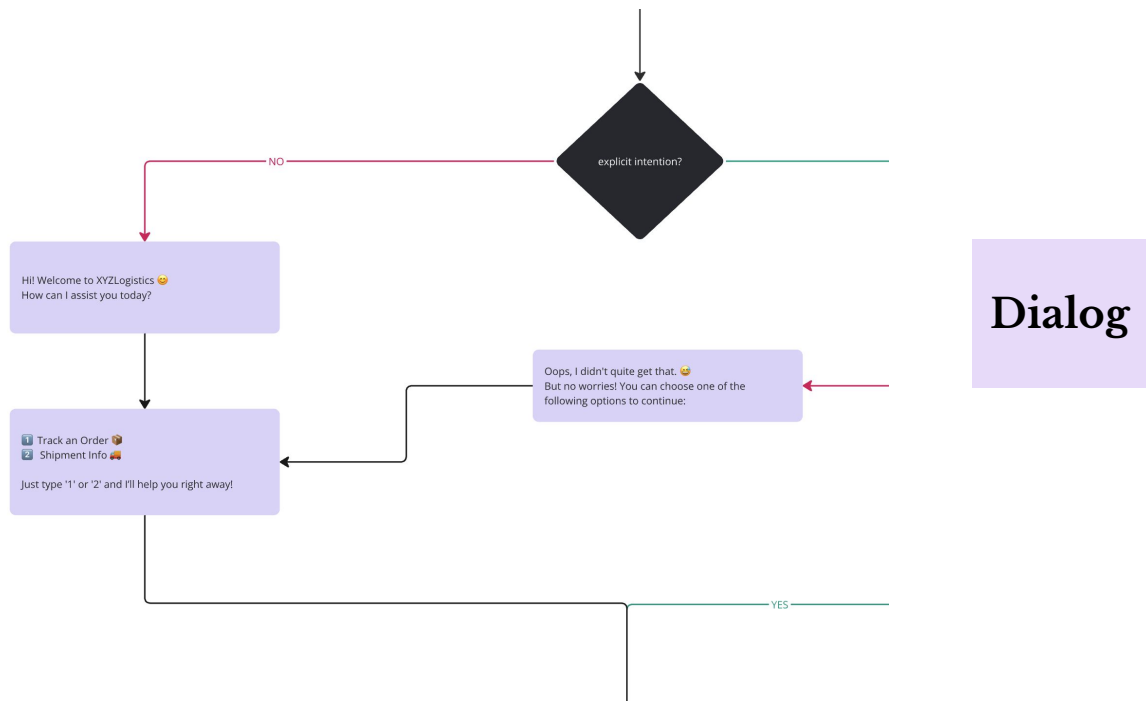 explicit intention?
NO
Hi! Welcome to XYZLogistics 😊
How can I assist you today?
Dialog
Oops, I didn't quite get that. 😅
But no worries! You can choose one of the
following options to continue:
1️⃣ Track an Order 📦
2️⃣ Shipment Info 🚚
Just type '1' or '2' and I'll help you right away!
YES